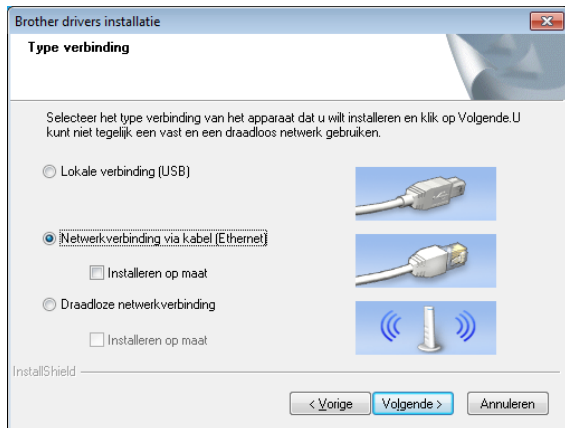 Brother drivers installatie
Type verbinding
Selecteer het type verbinding van het apparaat dat u wilt installeren en klik op Volgende.U
kunt niet tegelijk een vast en een draadloos netwerk gebruiken.
Lokale verbinding (USB)
Netwerkverbinding via kabel (Ethernet)
Installeren op maat
Draadloze netwerkverbinding
Installeren op maat
InstallShield
< Vorige
Volgende >
Annuleren